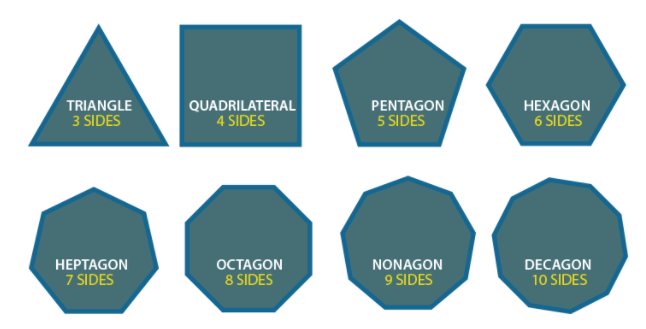 TRIANGLE
3 SIDES
QUADRILATERAL
4 SIDES
PENTAGON
5 SIDES
HEXAGON
6 SIDES
HEPTAGON
7 SIDES
OCTAGON
8 SIDES
NONAGON
9 SIDES
DECAGON
10 SIDES